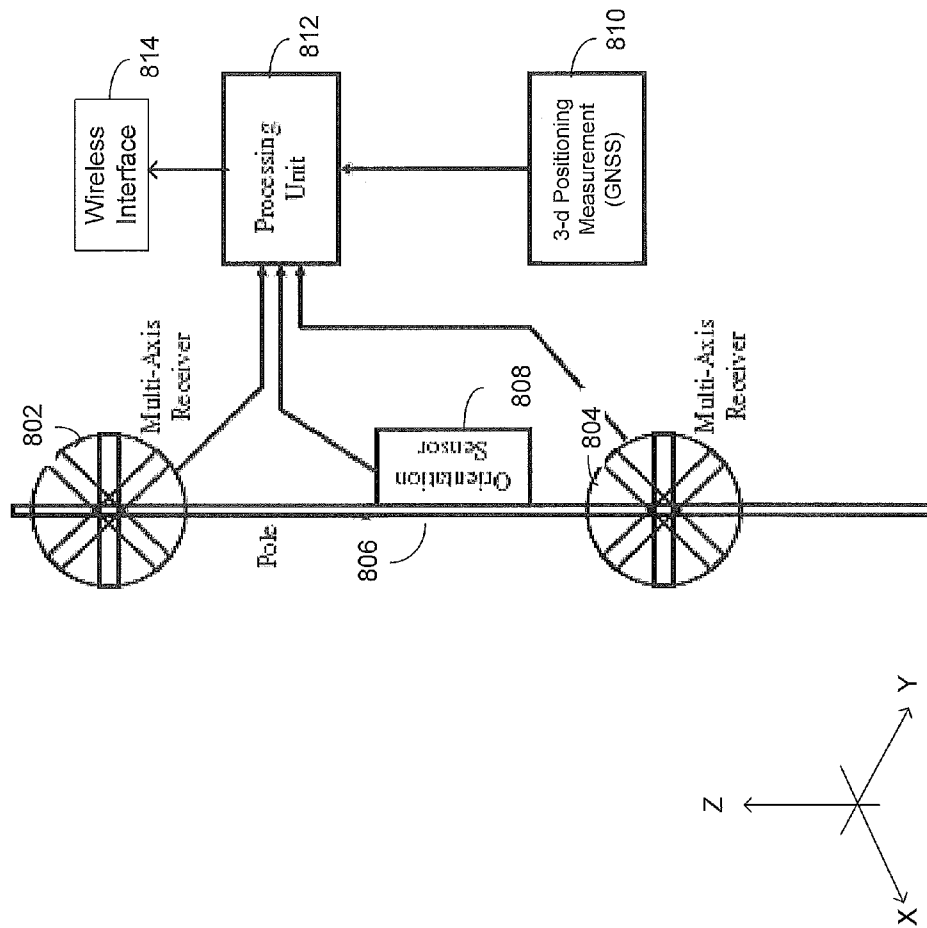 814
Wireless
Interface
812
Processing
Unit
810
3-d Positioning
Measurement
(GNSS)
802
Multi-Axis
Receiver
Pole
806
808
Orientation
Sensor
804
Multi-Axis
Receiver
Z
X
Y